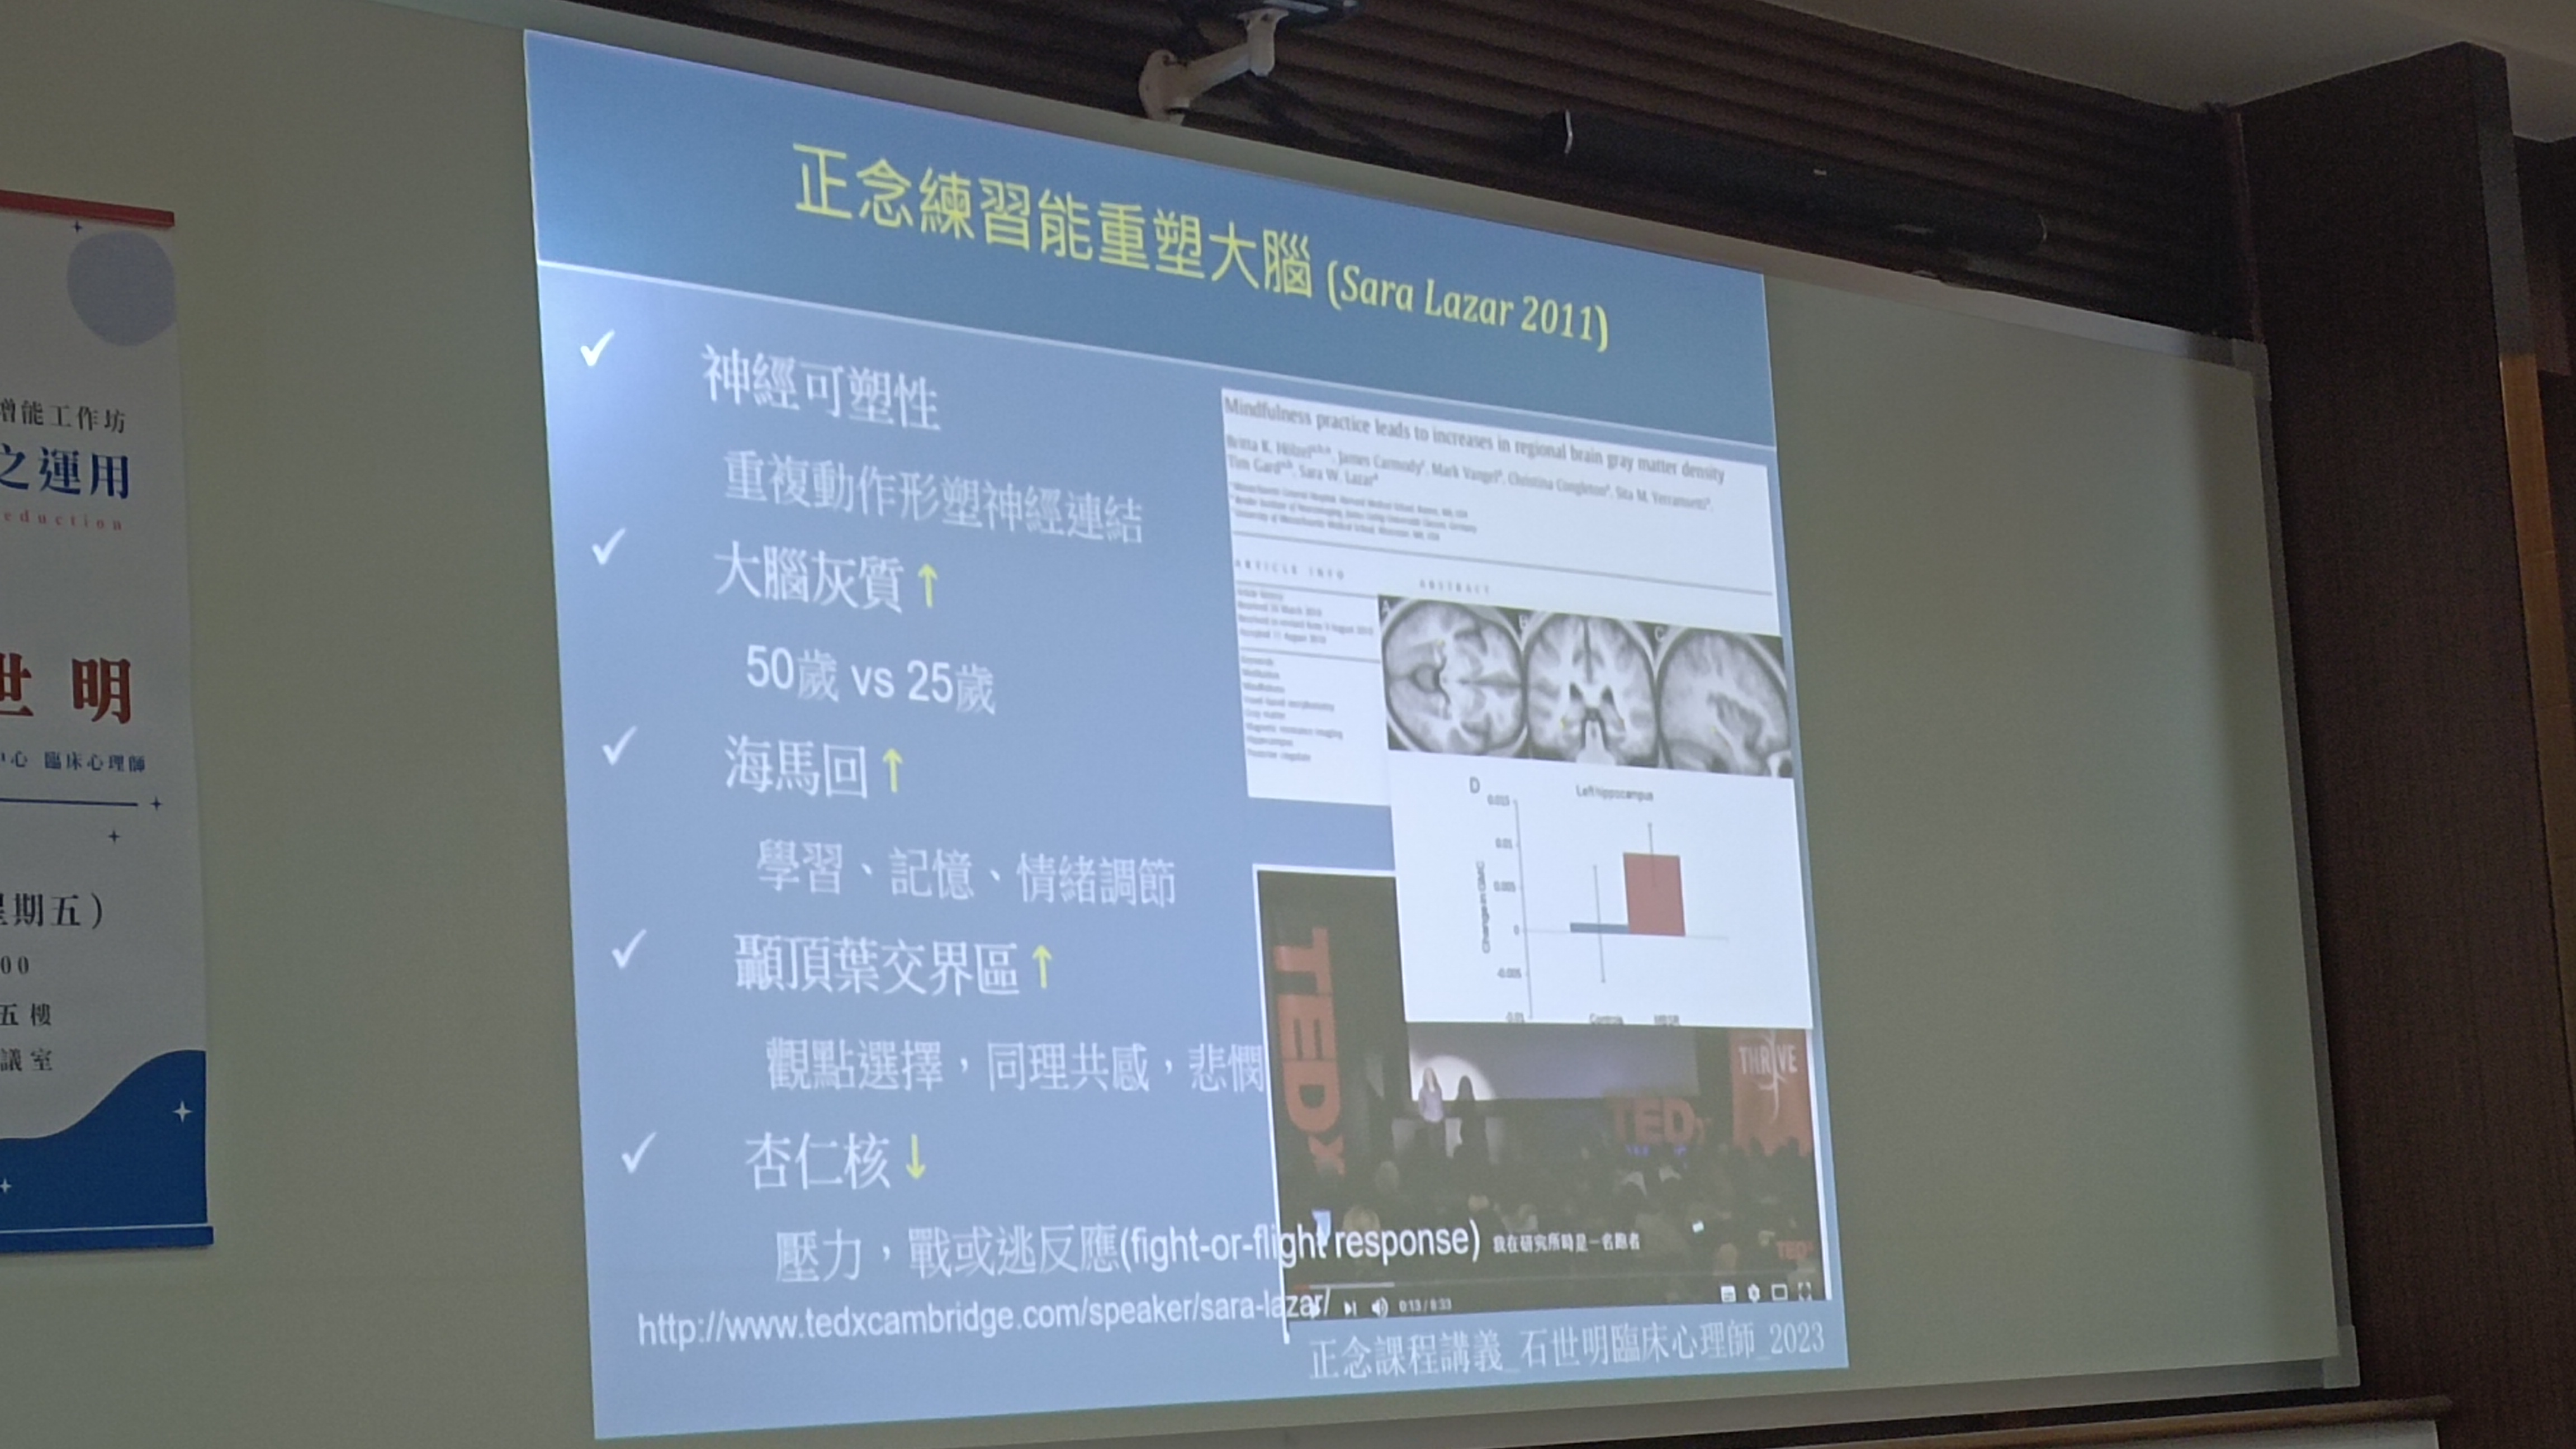 增能工作坊
之運用
eduction
世明
中心 臨床心理師
星期五)
00
五樓
議室
正念練習能重塑大腦 (Sara Lazar 2011)
✓ 神經可塑性
重複動作形塑神經連結
✓ 大腦灰質↑
50歲 vs 25歲
✓ 海馬回↑
學習、記憶、情緒調節
✓ 顳頂葉交界區↑
觀點選擇，同理共感，悲憫
✓ 杏仁核↓
壓力，戰或逃反應(fight-or-flight response)
http://www.tedxcambridge.com/speaker/sara-lazar/
Mindfulness practice leads to increases in regional brain gray matter density
Britta K. Hölzel, James Carmody, Mark Vangel, Christina Congleton, Sita M. Yerramsetti,
Tim Gard, Sara W. Lazar
ARTICLE INFO
ABSTRACT
A
B
C
D
Left hippocampus
Change in GMC
0.015
0.01
0.005
0
-0.005
-0.01
Controls MBSR
TEDx
THRIVE
TEDx
TEDx
我在研究所時是一名跑者
0:13 / 8:33
正念課程講義_石世明臨床心理師_2023